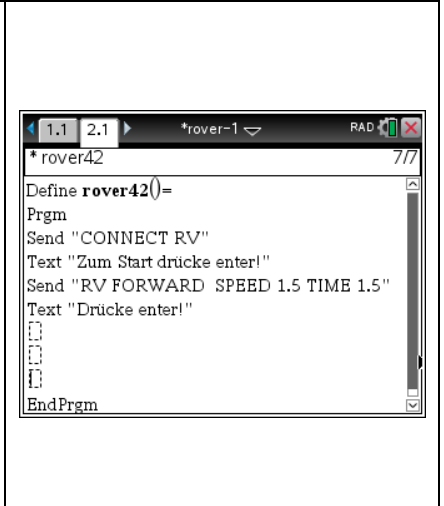 1.1 2.1 *rover-1 RAD
* rover42 7/7
Define rover42()=
Prgm
Send "CONNECT RV"
Text "Zum Start drücke enter!"
Send "RV FORWARD  SPEED 1.5 TIME 1.5"
Text "Drücke enter!"
EndPrgm